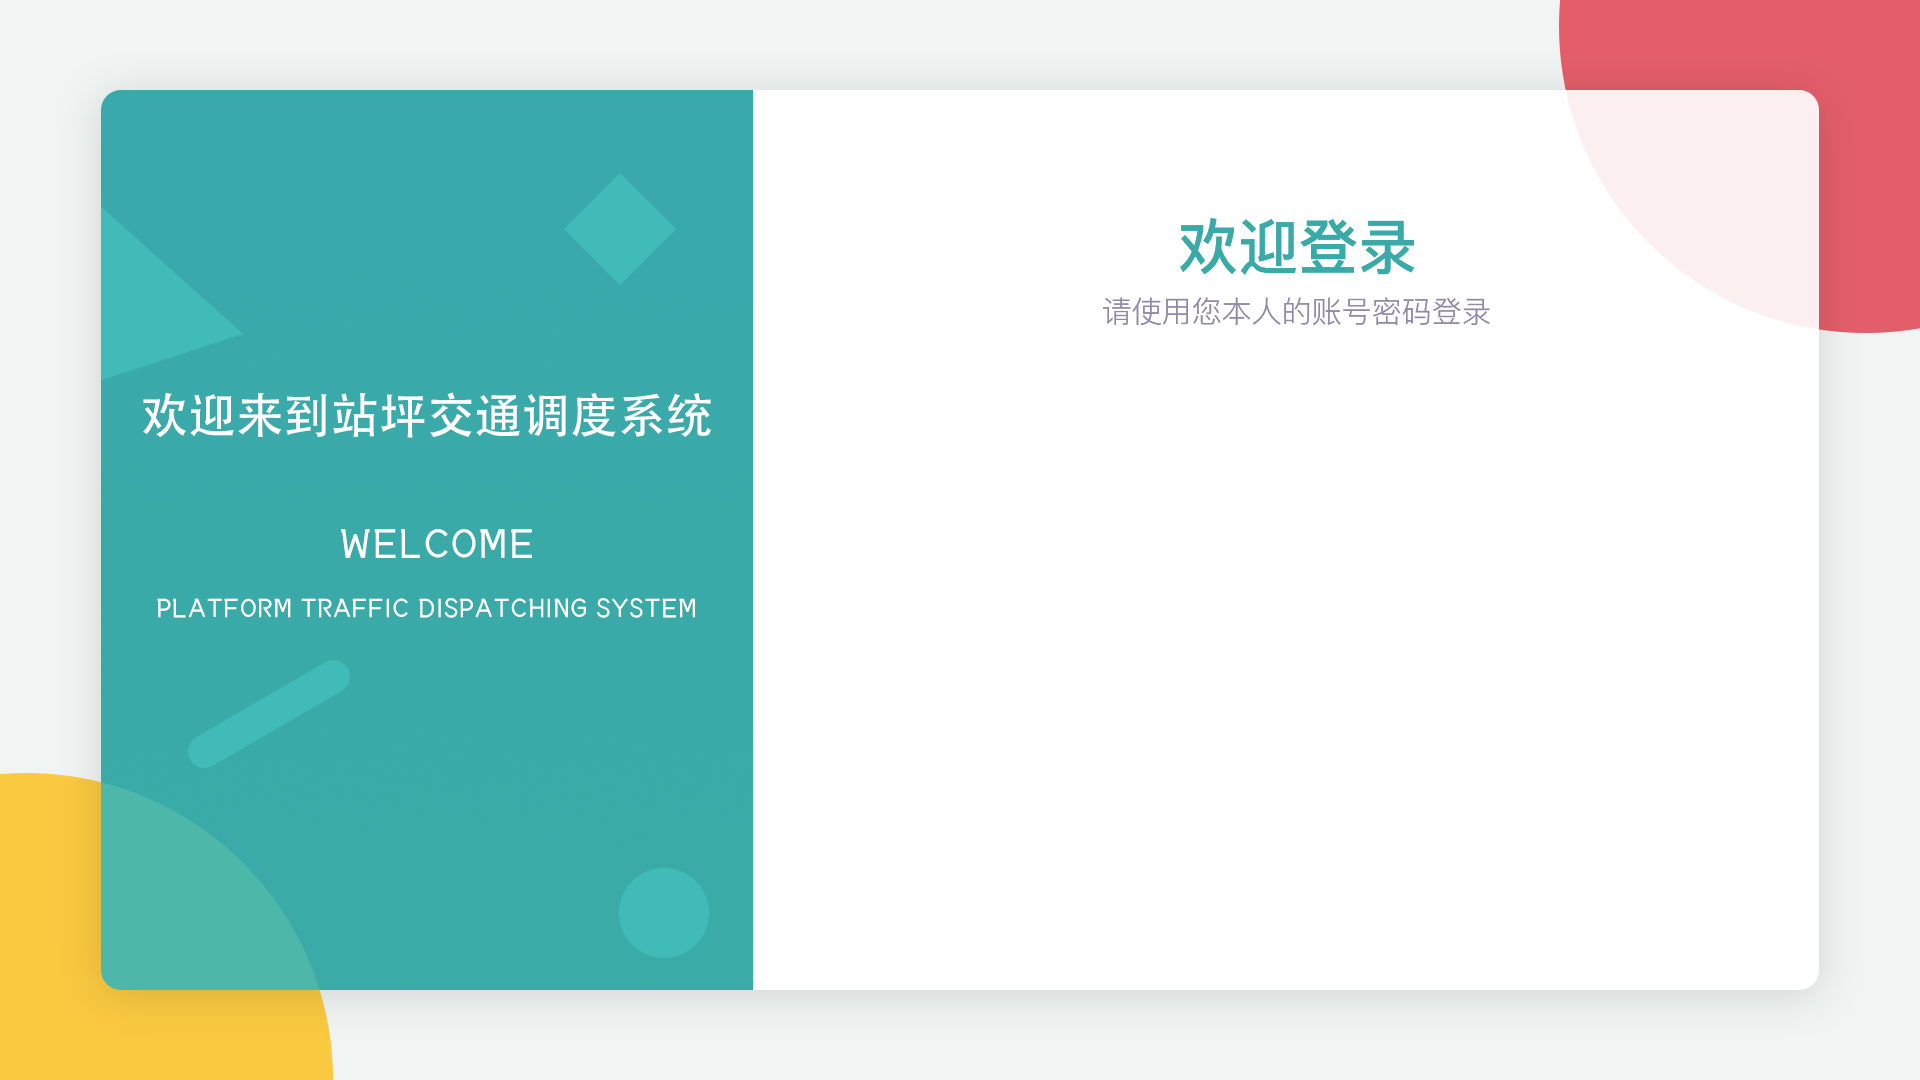 欢迎来到站坪交通调度系统
WELCOME
PLATFORM TRAFFIC DISPATCHING SYSTEM
欢迎登录
请使用您本人的账号密码登录